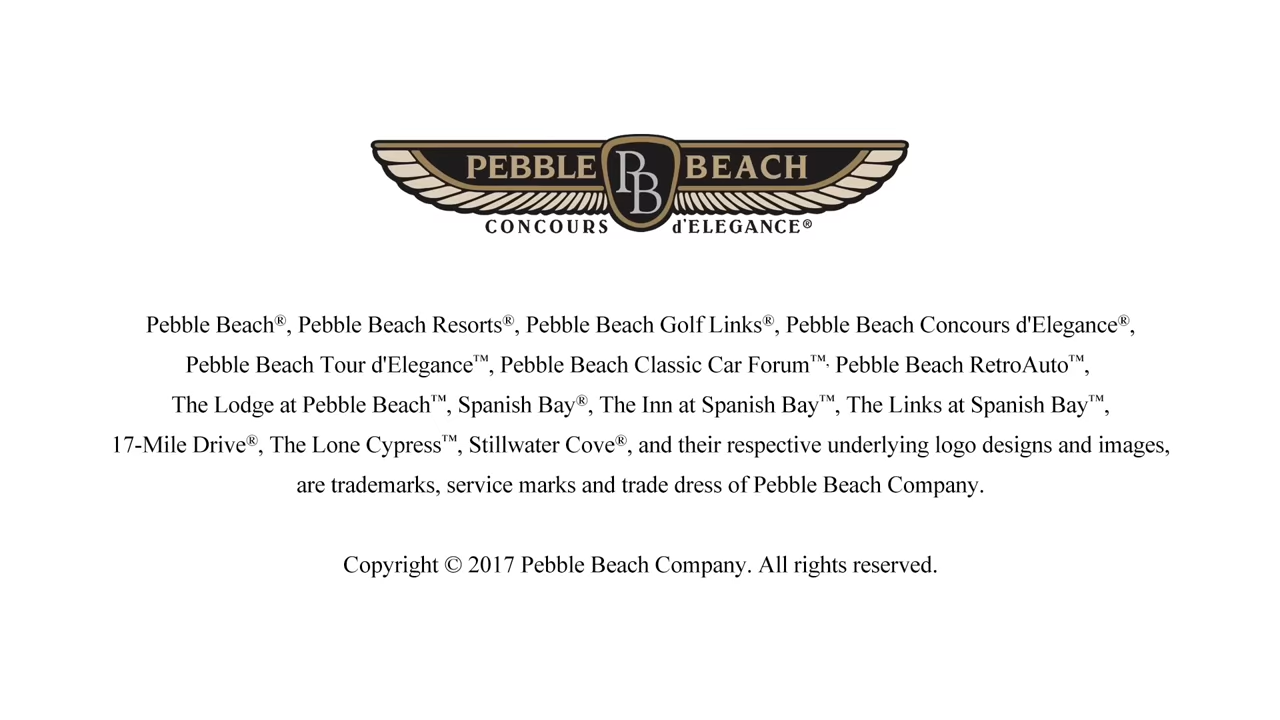 PEBBLE PB BEACH
CONCOURS d'ELEGANCE®
Pebble Beach®, Pebble Beach Resorts®, Pebble Beach Golf Links®, Pebble Beach Concours d'Elegance®,
Pebble Beach Tour d'Elegance™, Pebble Beach Classic Car Forum™, Pebble Beach RetroAuto™,
The Lodge at Pebble Beach™, Spanish Bay®, The Inn at Spanish Bay™, The Links at Spanish Bay™,
17-Mile Drive®, The Lone Cypress™, Stillwater Cove®, and their respective underlying logo designs and images,
are trademarks, service marks and trade dress of Pebble Beach Company.
Copyright © 2017 Pebble Beach Company. All rights reserved.